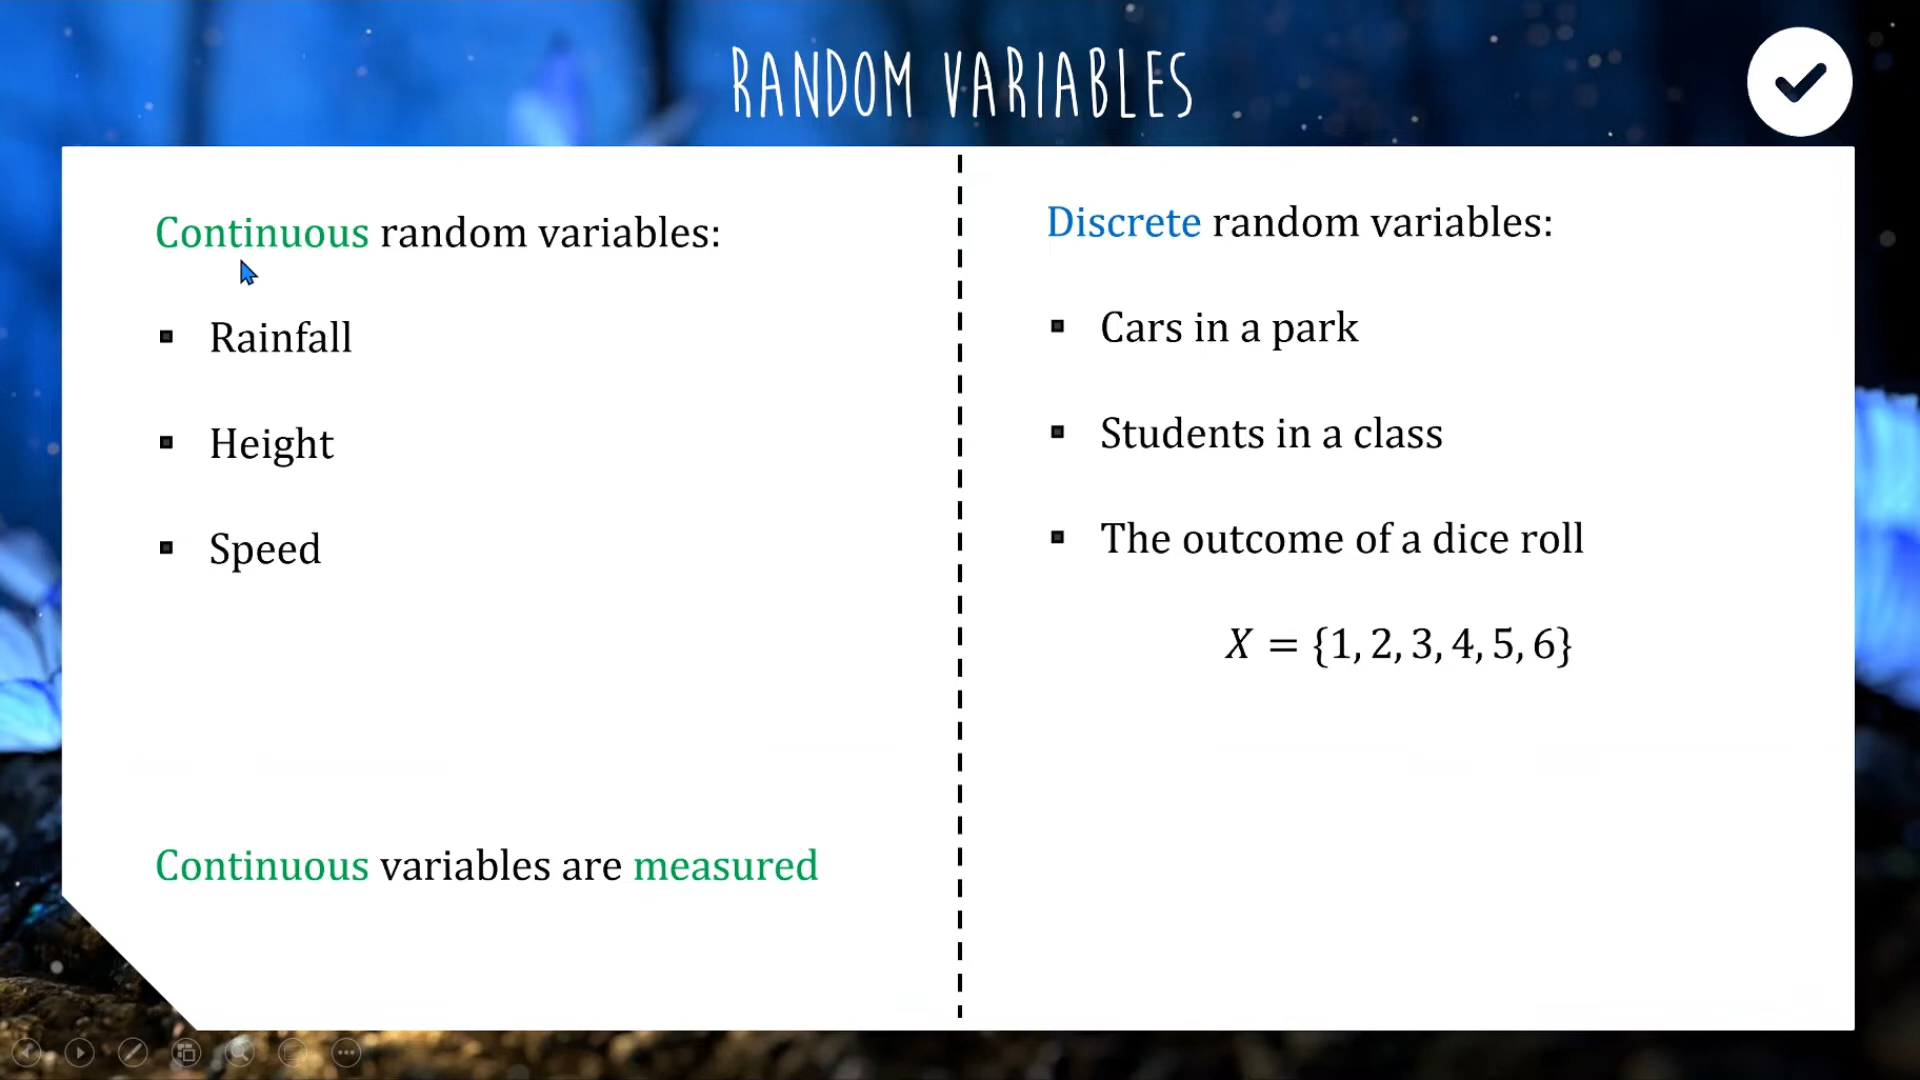 RANDOM VARIABLES
Continuous random variables:
▪ Rainfall
▪ Height
▪ Speed
Continuous variables are measured
Discrete random variables:
▪ Cars in a park
▪ Students in a class
▪ The outcome of a dice roll
X = {1, 2, 3, 4, 5, 6}